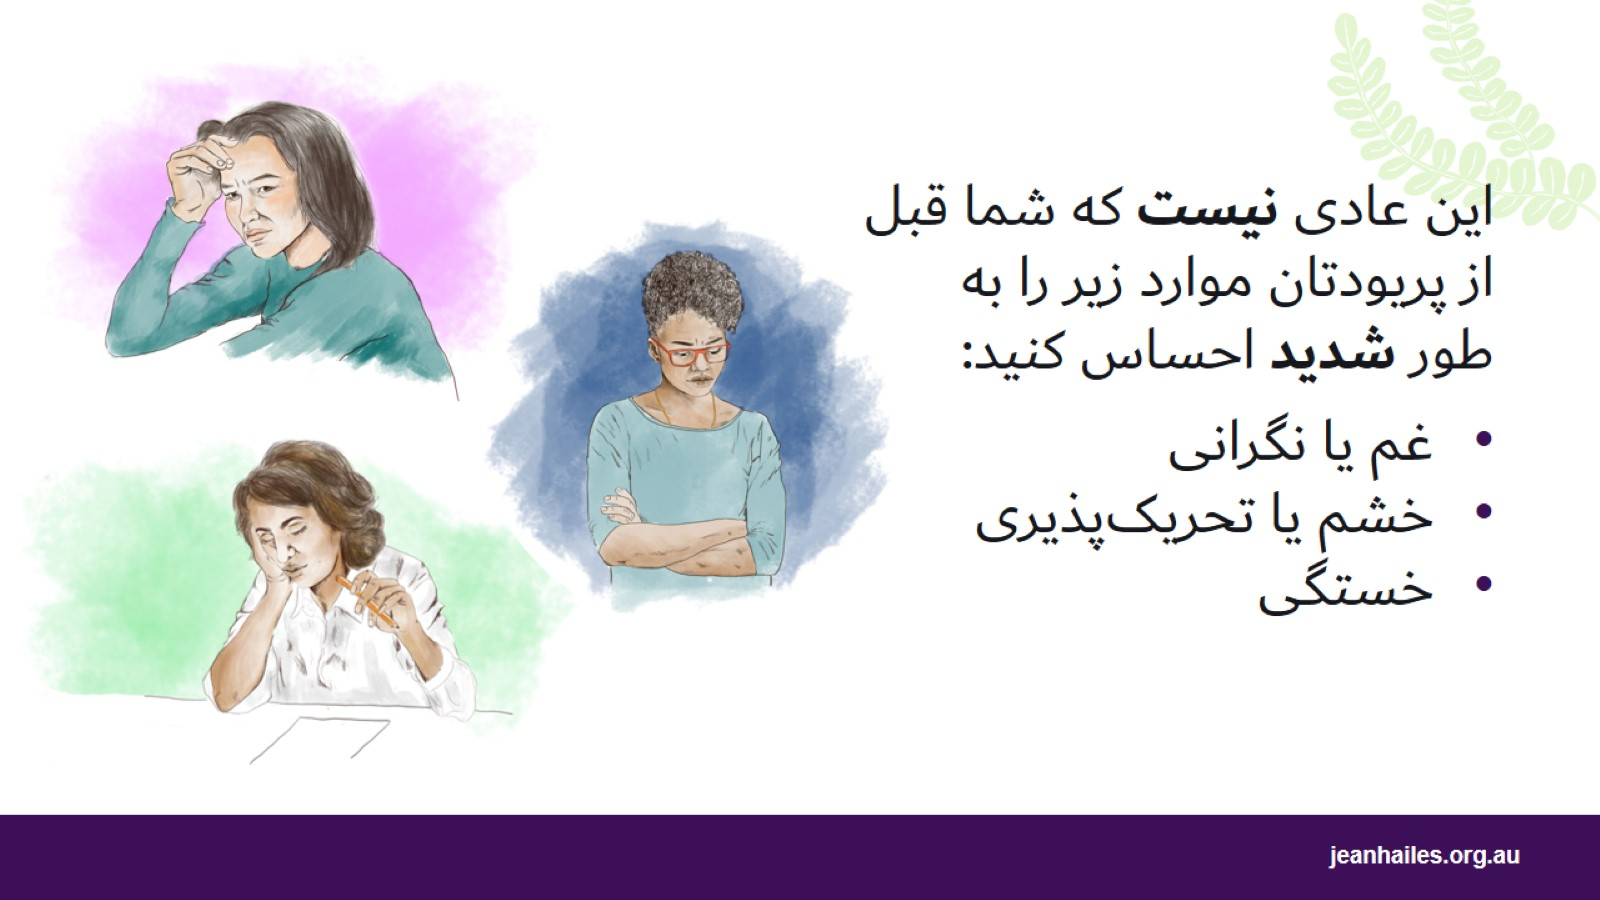 این عادی نیست که شما قبل
از پریودتان موارد زیر را به
طور شدید احساس کنید:
• غم یا نگرانی
• خشم یا تحریک‌پذیری
• خستگی
jeanhailes.org.au